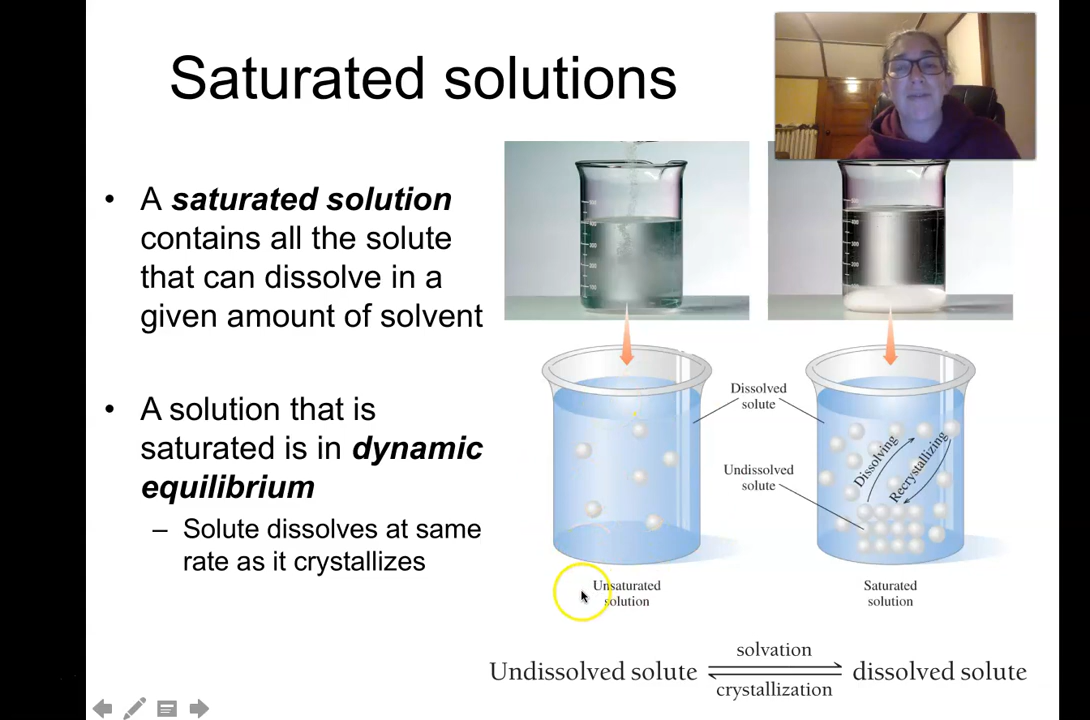 Saturated solutions
• A saturated solution
contains all the solute
that can dissolve in a
given amount of solvent
• A solution that is
saturated is in dynamic
equilibrium
– Solute dissolves at same
rate as it crystallizes
Dissolved
solute
Undissolved
solute
Dissolving
Recrystallizing
Unsaturated
solution
Saturated
solution
solvation
Undissolved solute
dissolved solute
crystallization